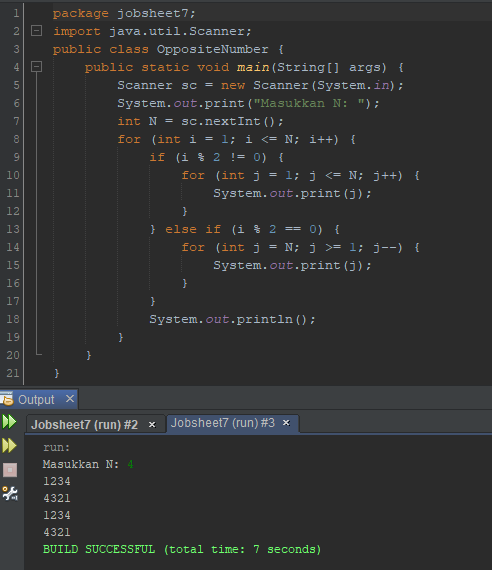 1 package jobsheet7;
2 import java.util.Scanner;
3 public class OppositeNumber {
4     public static void main(String[] args) {
5         Scanner sc = new Scanner(System.in);
6         System.out.print("Masukkan N: ");
7         int N = sc.nextInt();
8         for (int i = 1; i <= N; i++) {
9             if (i % 2 != 0) {
10                 for (int j = 1; j <= N; j++) {
11                     System.out.print(j);
12                 }
13             } else if (i % 2 == 0) {
14                 for (int j = N; j >= 1; j--) {
15                     System.out.print(j);
16                 }
17             }
18             System.out.println();
19         }
20     }
21 }
Output ×
Jobsheet7 (run) #2 × Jobsheet7 (run) #3 ×
run:
Masukkan N: 4
1234
4321
1234
4321
BUILD SUCCESSFUL (total time: 7 seconds)